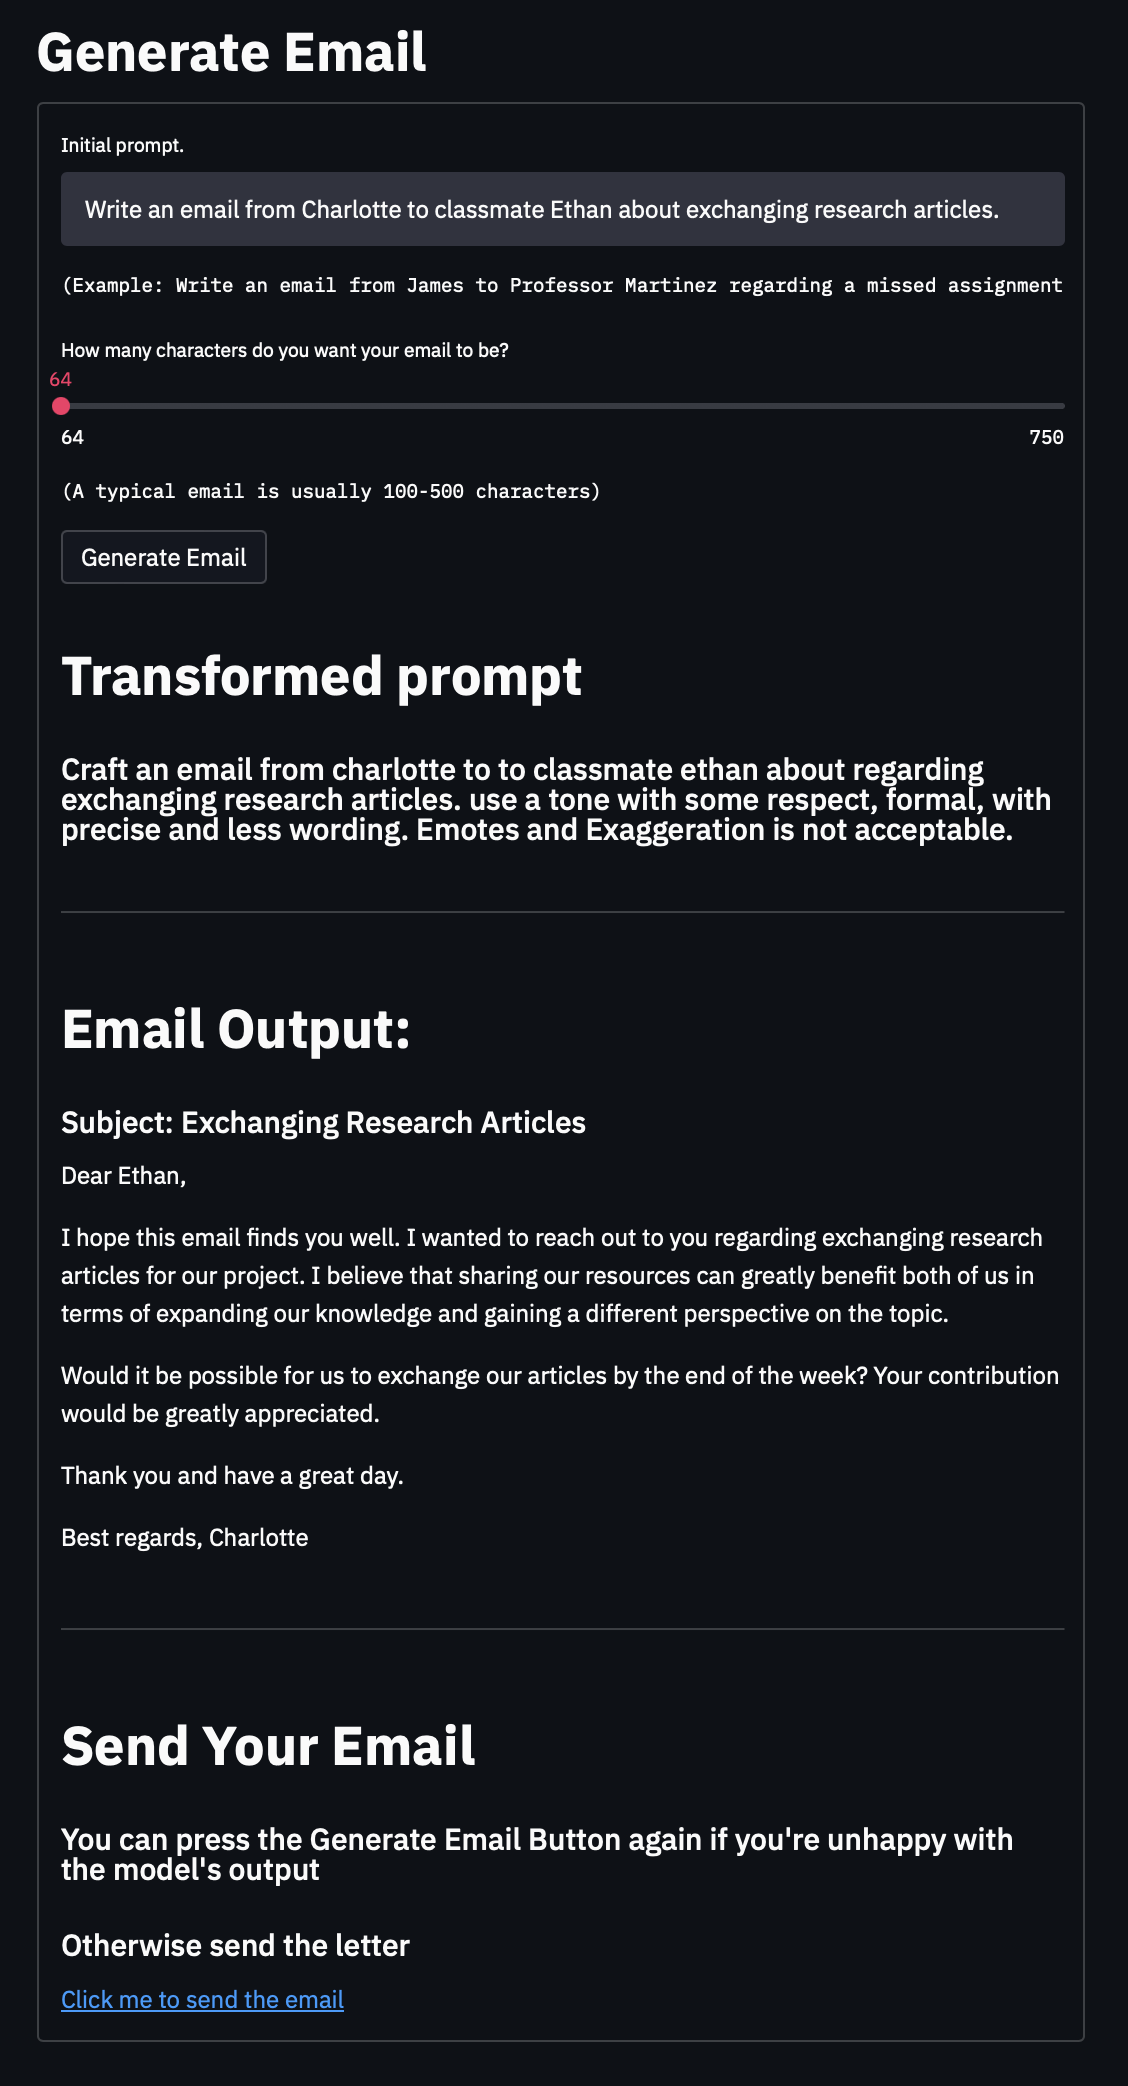 Generate Email
Initial prompt.
Write an email from Charlotte to classmate Ethan about exchanging research articles.
(Example: Write an email from James to Professor Martinez regarding a missed assignment
How many characters do you want your email to be?
64
64 750
(A typical email is usually 100-500 characters)
Generate Email
Transformed prompt
Craft an email from charlotte to to classmate ethan about regarding
exchanging research articles. use a tone with some respect, formal, with
precise and less wording. Emotes and Exaggeration is not acceptable.
Email Output:
Subject: Exchanging Research Articles
Dear Ethan,
I hope this email finds you well. I wanted to reach out to you regarding exchanging research
articles for our project. I believe that sharing our resources can greatly benefit both of us in
terms of expanding our knowledge and gaining a different perspective on the topic.
Would it be possible for us to exchange our articles by the end of the week? Your contribution
would be greatly appreciated.
Thank you and have a great day.
Best regards, Charlotte
Send Your Email
You can press the Generate Email Button again if you're unhappy with
the model's output
Otherwise send the letter
Click me to send the email